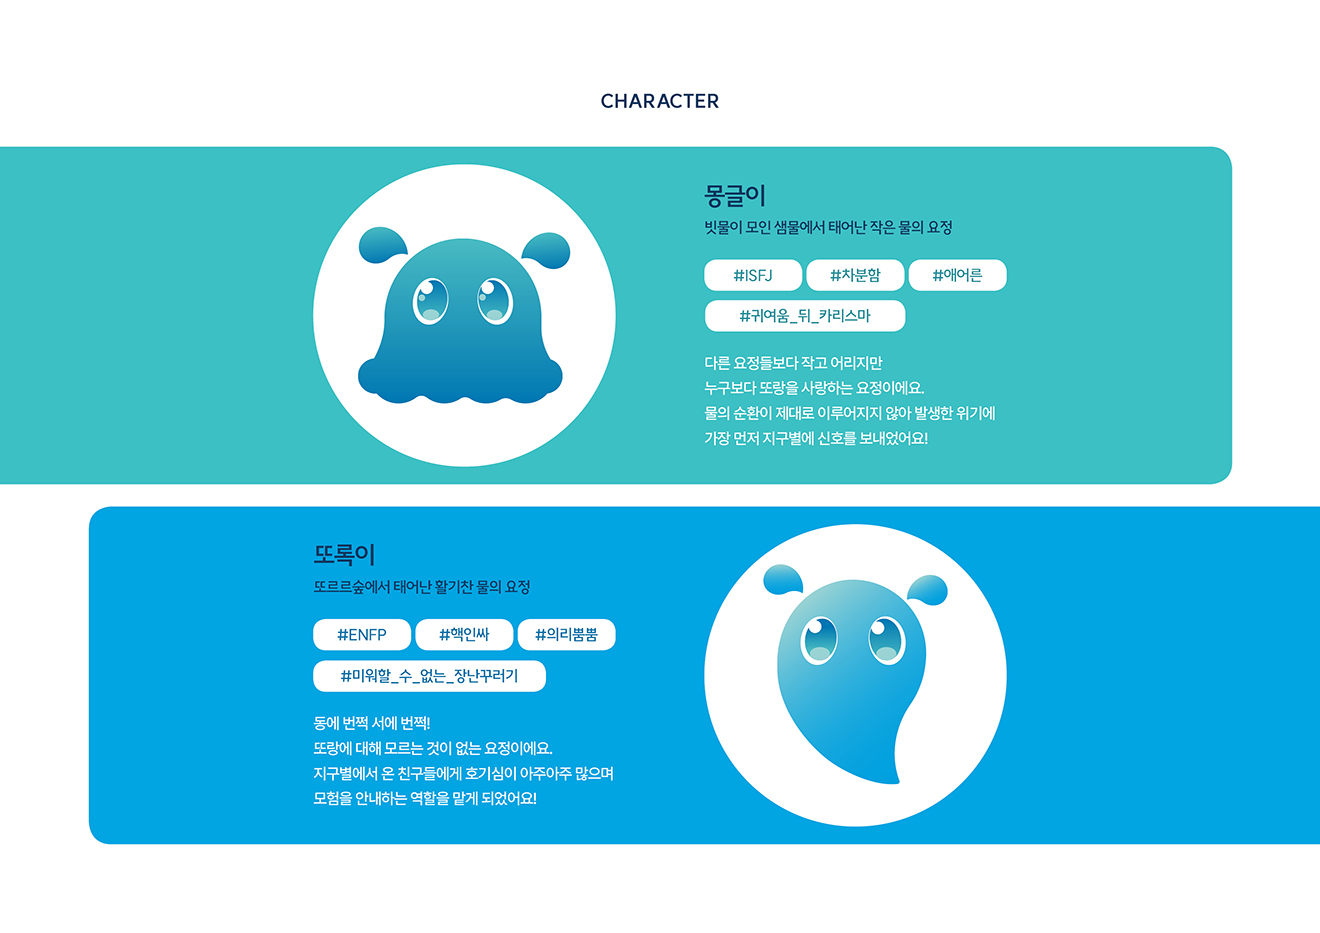 CHARACTER
몽글이
빗물이 모인 샘물에서 태어난 작은 물의 요정
#ISFJ #차분함 #애어른
#귀여움_뒤_카리스마
다른 요정들보다 작고 어리지만
누구보다 또랑을 사랑하는 요정이에요.
물의 순환이 제대로 이루어지지 않아 발생한 위기에
가장 먼저 지구별에 신호를 보내었어요!
또록이
또르르숲에서 태어난 활기찬 물의 요정
#ENFP #핵인싸 #의리뿜뿜
#미워할_수_없는_장난꾸러기
동에 번쩍 서에 번쩍!
또랑에 대해 모르는 것이 없는 요정이에요.
지구별에서 온 친구들에게 호기심이 아주아주 많으며
모험을 안내하는 역할을 맡게 되었어요!